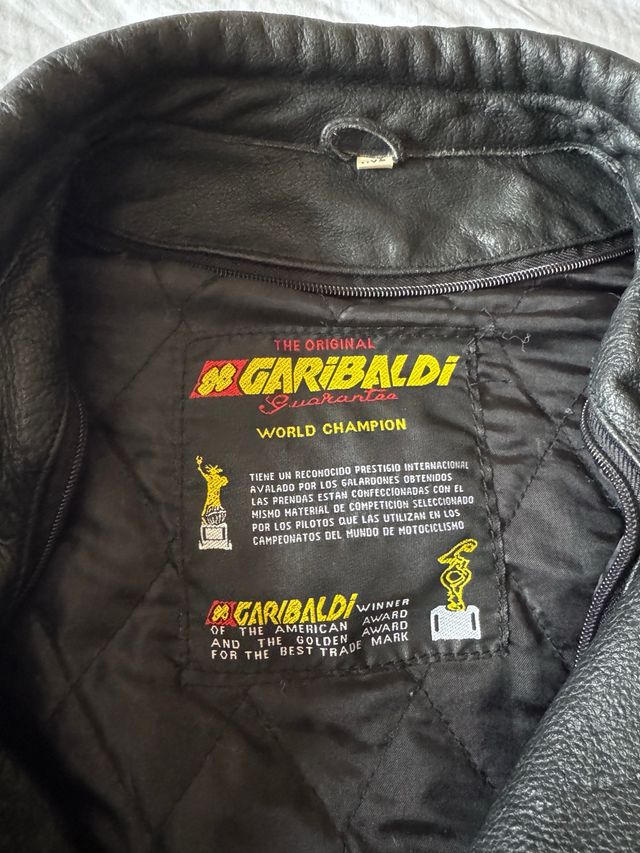 THE ORIGINAL
GARiBALDi
Guarantee
WORLD CHAMPION
TIENE UN RECONOCIDO PRESTIGIO INTERNACIONAL
AVALADO POR LOS GALARDONES OBTENIDOS
LAS PRENDAS ESTAN CONFECCIONADAS CON EL
MISMO MATERIAL DE COMPETICION SELECCIONADO
POR LOS PILOTOS QUE LAS UTILIZAN EN LOS
CAMPEONATOS DEL MUNDO DE MOTOCICLISMO
GARiBALDi WINNER
OF THE AMERICAN AWARD
AND THE GOLDEN AWARD
FOR THE BEST TRADE MARK